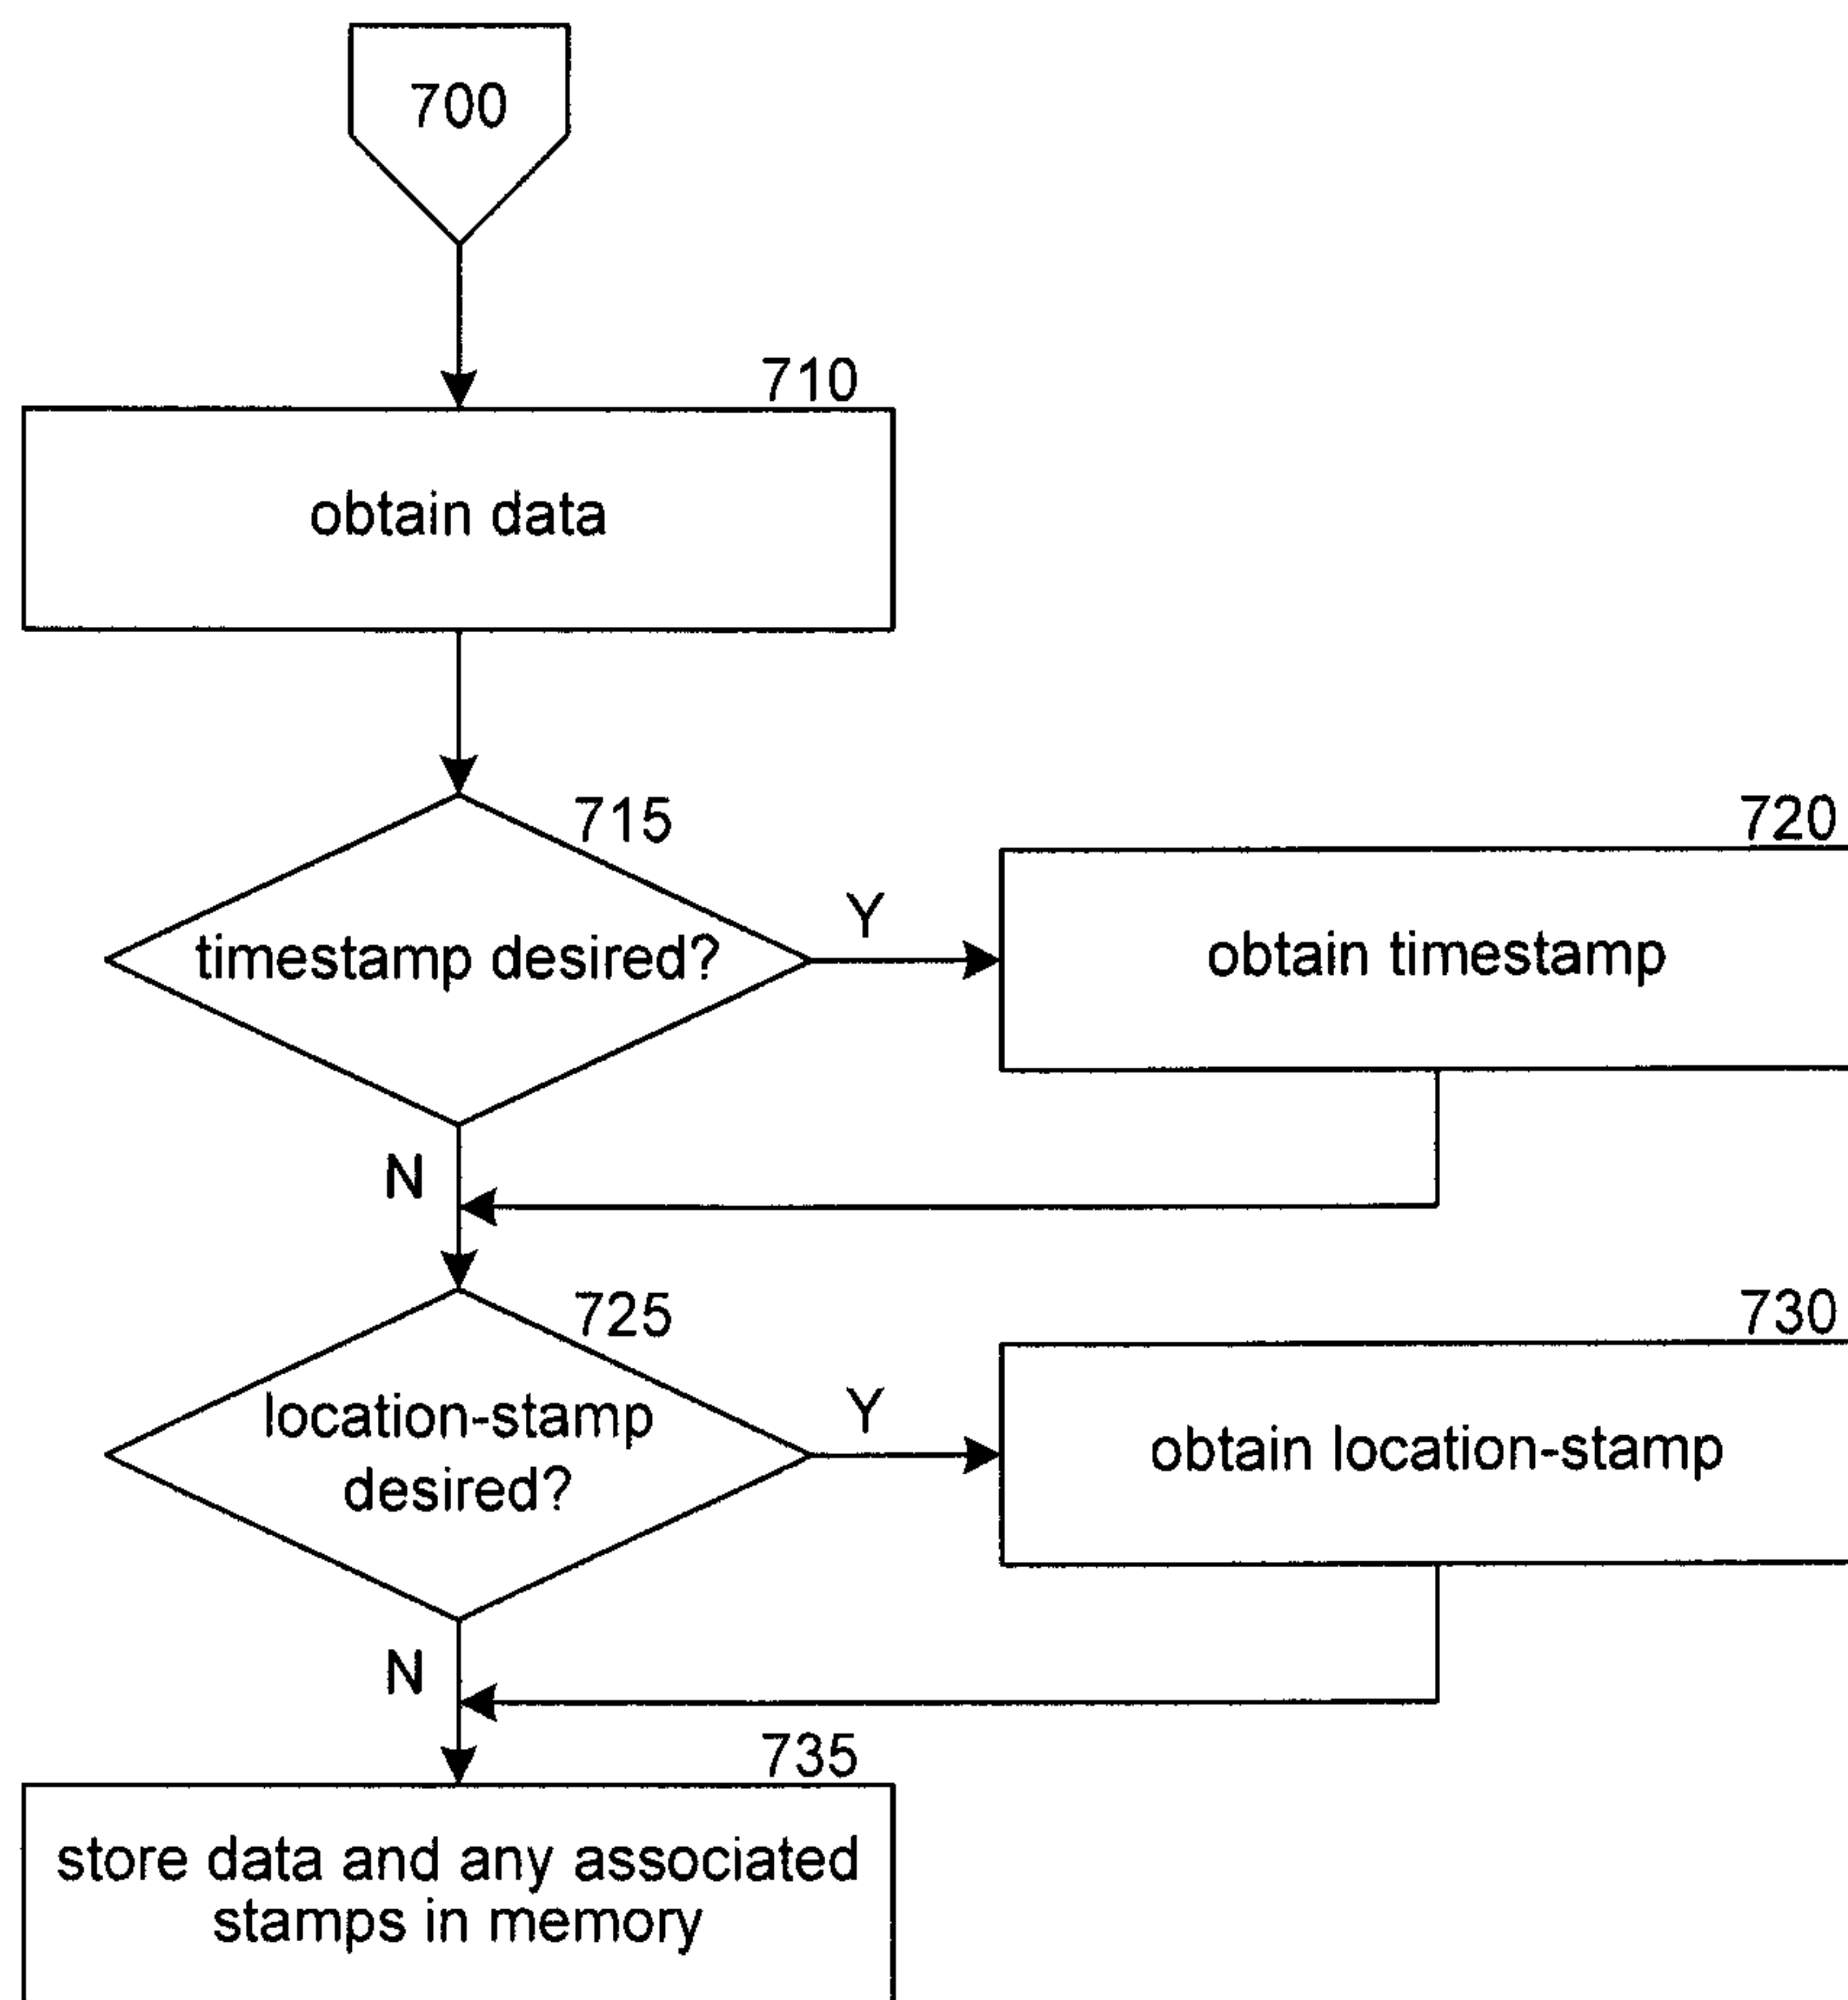 700
710
obtain data
715
timestamp desired?
Y
720
obtain timestamp
N
725
location-stamp
desired?
Y
730
obtain location-stamp
N
735
store data and any associated
stamps in memory